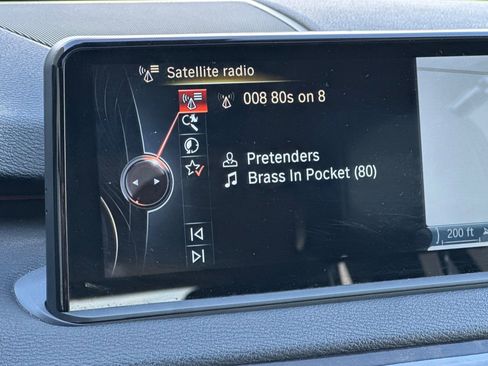 Satellite radio
008 80s on 8
Pretenders
Brass In Pocket (80)
200 ft